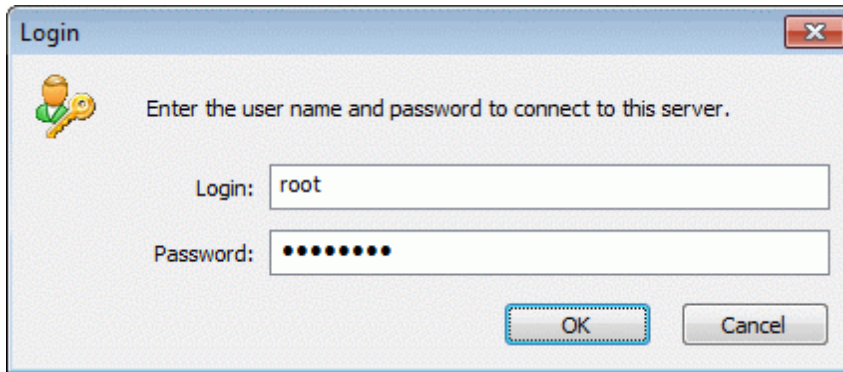 Login
Enter the user name and password to connect to this server.
Login: root
Password: ●●●●●●●●
OK Cancel